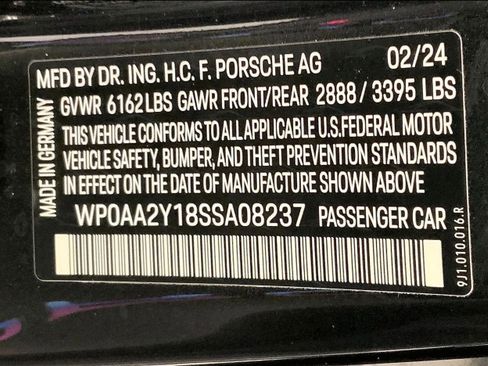 MFD BY DR. ING. H.C. F. PORSCHE AG 02/24
GVWR 6162 LBS GAWR FRONT/REAR 2888 / 3395 LBS
THIS VEHICLE CONFORMS TO ALL APPLICABLE U.S. FEDERAL MOTOR
VEHICLE SAFETY, BUMPER, AND THEFT PREVENTION STANDARDS
IN EFFECT ON THE DATE OF MANUFACTURE SHOWN ABOVE
WP0AA2Y18SSA08237 PASSENGER CAR
MADE IN GERMANY
9J1.010.016.R